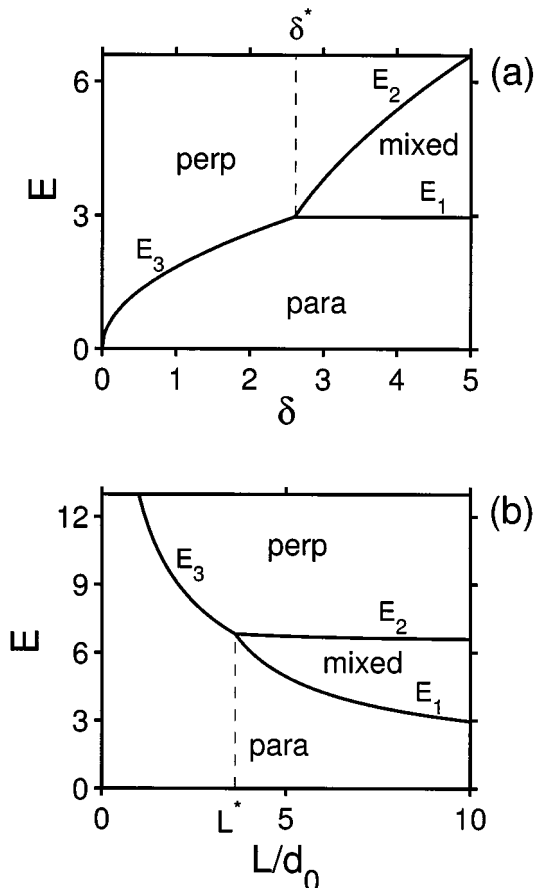 δ*
(a)
6
E₂
perp
mixed
E
3
E₁
E₃
para
0
0 1 2 3 4 5
δ
(b)
12
perp
E₃
9
E
6
E₂
mixed
E₁
3
para
0
0 L* 5 10
L/d₀